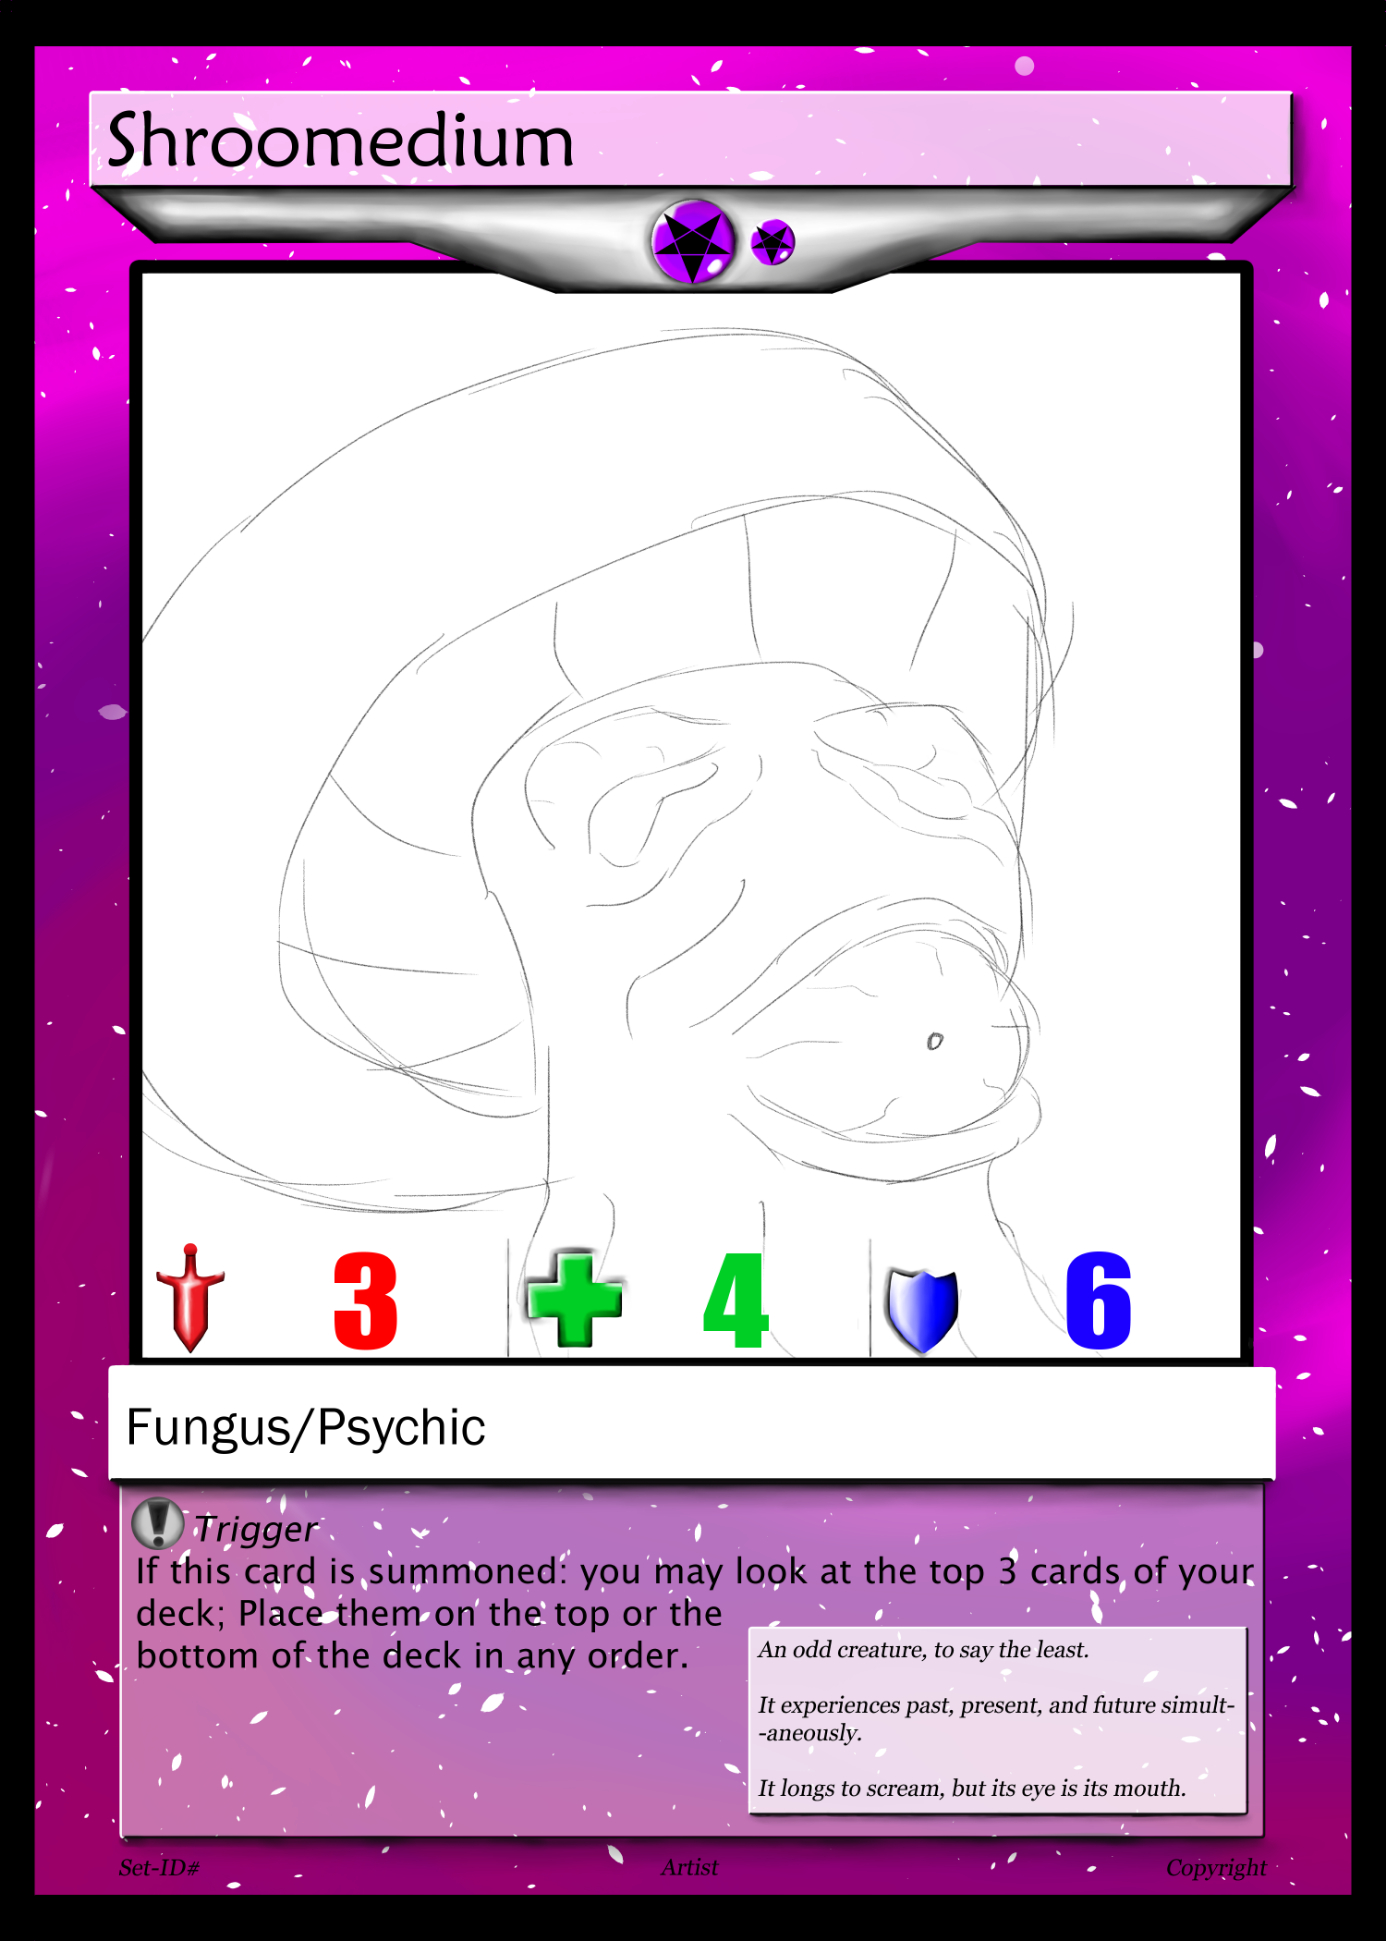 Shroomedium
3
4
6
Fungus/Psychic
Trigger
If this card is summoned: you may look at the top 3 cards of your
deck; Place them on the top or the
bottom of the deck in any order.
An odd creature, to say the least.
It experiences past, present, and future simult-
-aneously.
It longs to scream, but its eye is its mouth.
Set-ID#
Artist
Copyright